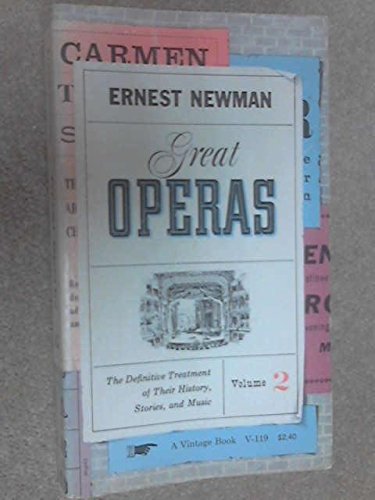 CARMEN
ERNEST NEWMAN
Great
OPERAS
The Definitive Treatment
of Their History,
Stories, and Music
Volume 2
A Vintage Book V-119 $2.40